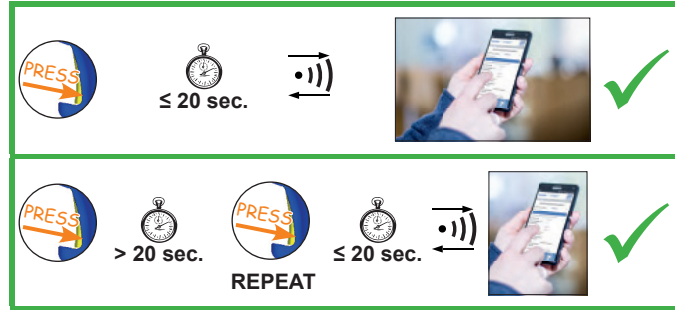 PRESS
≤ 20 sec.
PRESS
> 20 sec.
PRESS
REPEAT
≤ 20 sec.